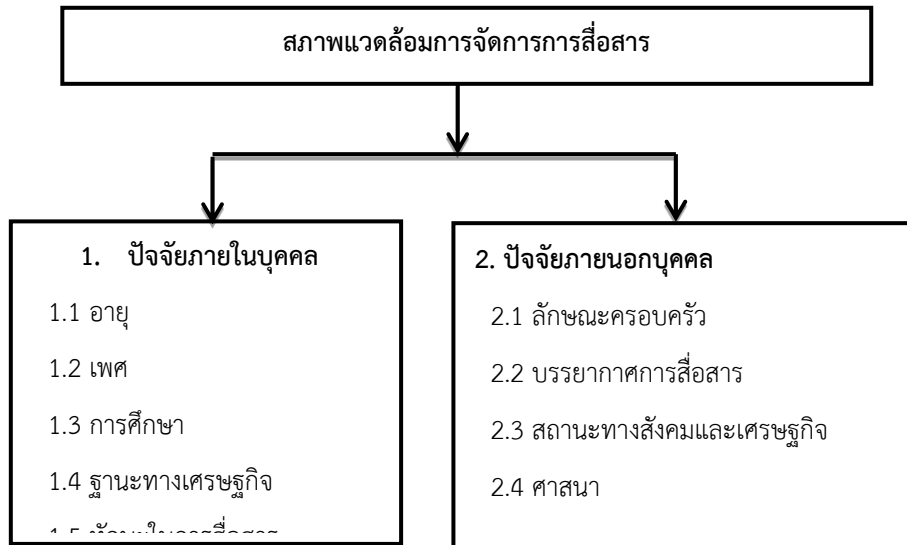 สภาพแวดล้อมการจัดการการสื่อสาร
1. ปัจจัยภายในบุคคล
1.1 อายุ
1.2 เพศ
1.3 การศึกษา
1.4 ฐานะทางเศรษฐกิจ
2. ปัจจัยภายนอกบุคคล
2.1 ลักษณะครอบครัว
2.2 บรรยากาศการสื่อสาร
2.3 สถานะทางสังคมและเศรษฐกิจ
2.4 ศาสนา